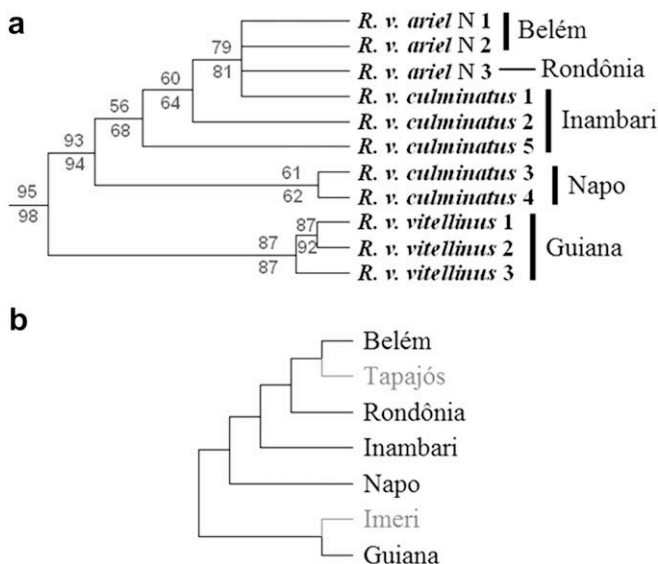 a
R. v. ariel N 1
Belém
R. v. ariel N 2
79
81
R. v. ariel N 3
Rondônia
60
64
R. v. culminatus 1
56
68
R. v. culminatus 2
Inambari
93
94
R. v. culminatus 5
61
62
R. v. culminatus 3
Napo
R. v. culminatus 4
95
98
87
92
R. v. vitellinus 1
87
87
R. v. vitellinus 2
Guiana
R. v. vitellinus 3
b
Belém
Tapajós
Rondônia
Inambari
Napo
Imeri
Guiana